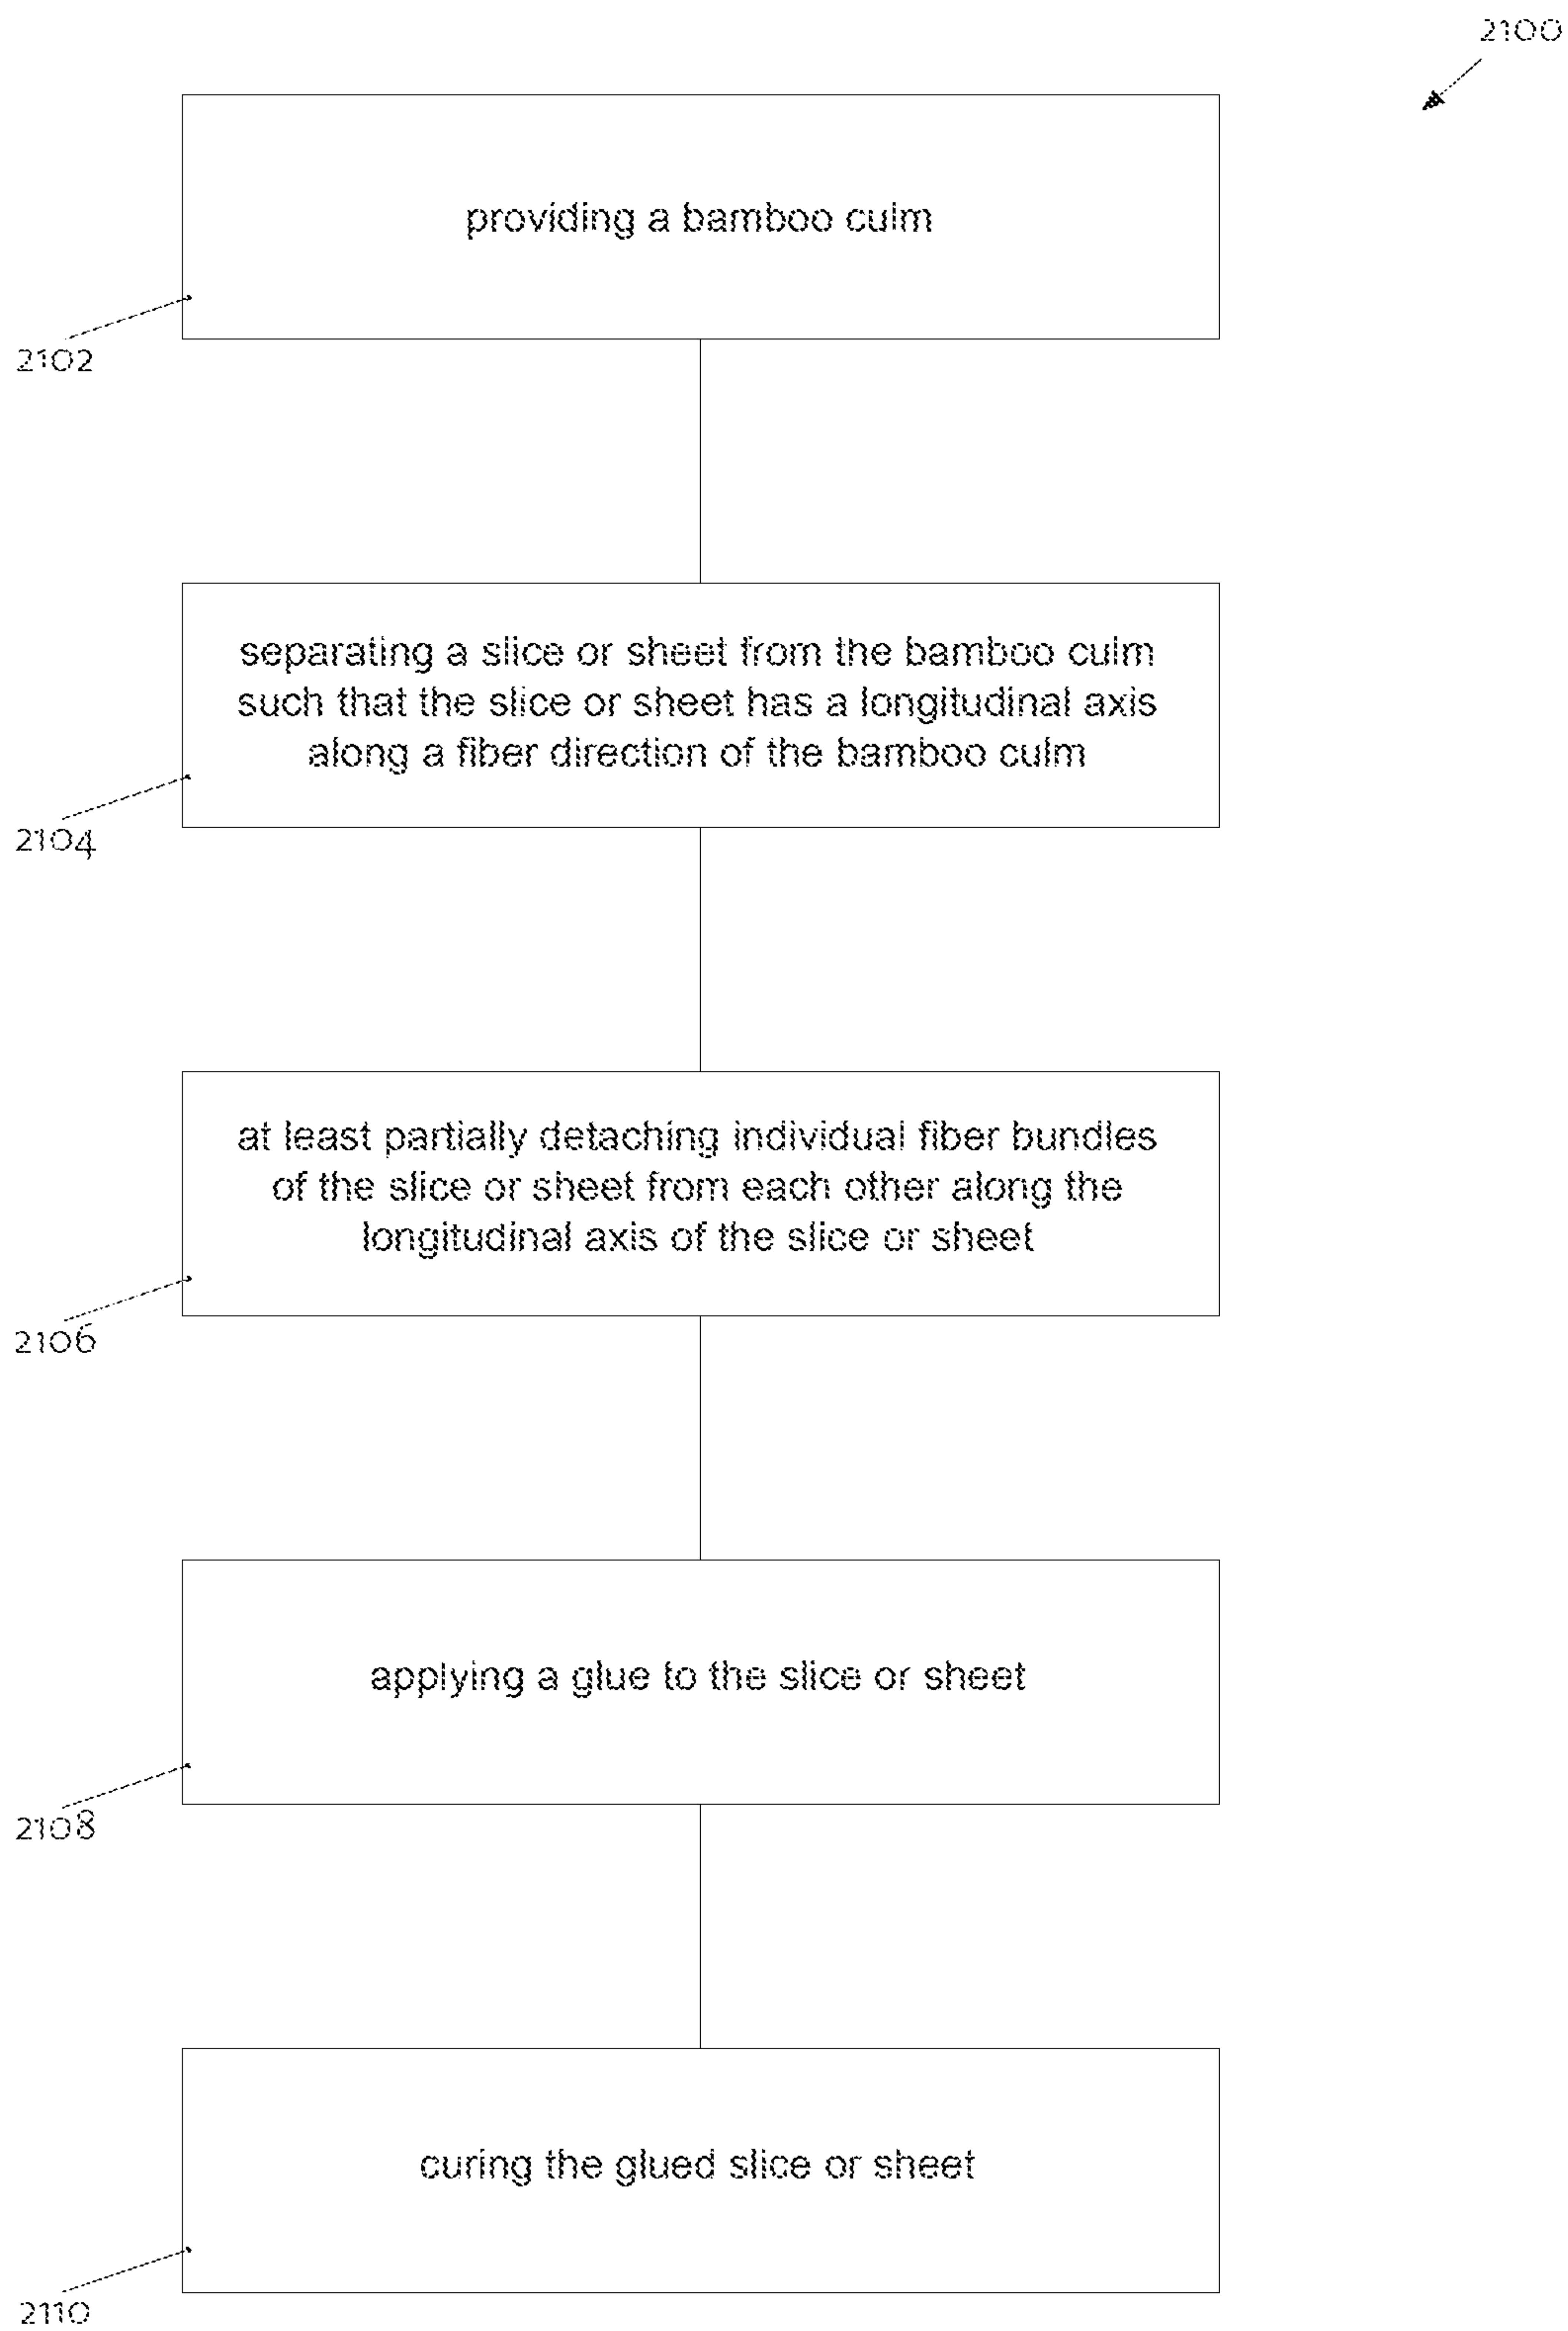 2100
providing a bamboo culm
2102
separating a slice or sheet from the bamboo culm
such that the slice or sheet has a longitudinal axis
along a fiber direction of the bamboo culm
2104
at least partially detaching individual fiber bundles
of the slice or sheet from each other along the
longitudinal axis of the slice or sheet
2106
applying a glue to the slice or sheet
2108
curing the glued slice or sheet
2110